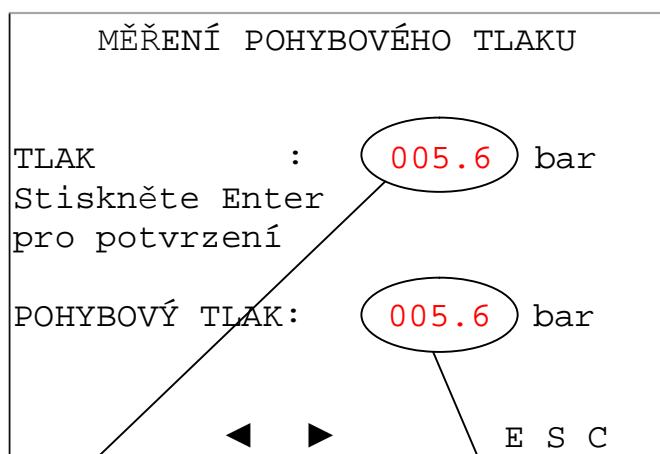 MĚŘENÍ POHYBOVÉHO TLAKU
TLAK : 005.6 bar
Stiskněte Enter
pro potvrzení
POHYBOVÝ TLAK: 005.6 bar
◄ ► E S C